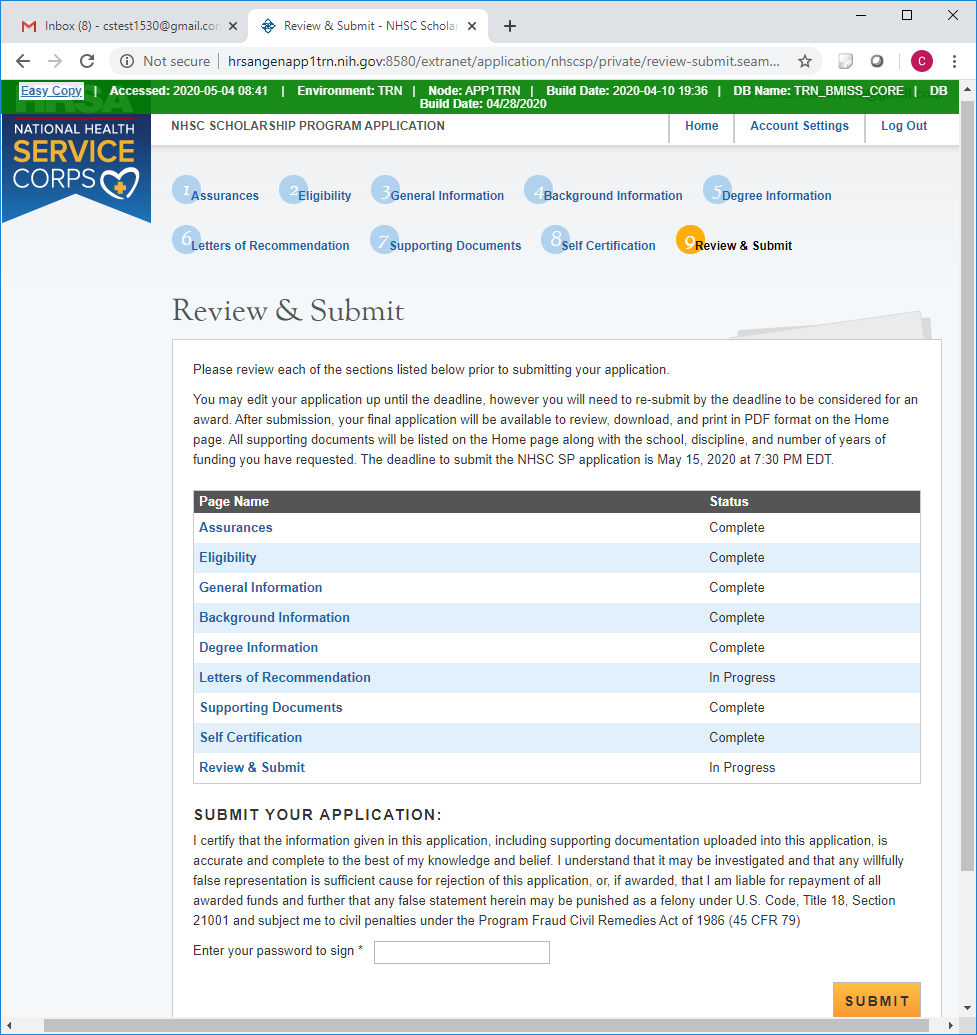 Inbox (8) - cstest1530@gmail.con
Review & Submit - NHSC Scholar
Not secure | hrsangenapp1trn.nih.gov:8580/extranet/application/nhscsp/private/review-submit.seam...
C
Easy Copy | Accessed: 2020-05-04 08:41 | Environment: TRN | Node: APP1TRN | Build Date: 2020-04-10 19:36 | DB Name: TRN_BMISS_CORE | DB
Build Date: 04/28/2020
HRSA
NATIONAL HEALTH
SERVICE
CORPS
NHSC SCHOLARSHIP PROGRAM APPLICATION
Home
Account Settings
Log Out
1 Assurances
2 Eligibility
3 General Information
4 Background Information
5 Degree Information
6 Letters of Recommendation
7 Supporting Documents
8 Self Certification
9 Review & Submit
Review & Submit
Please review each of the sections listed below prior to submitting your application.
You may edit your application up until the deadline, however you will need to re-submit by the deadline to be considered for an
award. After submission, your final application will be available to review, download, and print in PDF format on the Home
page. All supporting documents will be listed on the Home page along with the school, discipline, and number of years of
funding you have requested. The deadline to submit the NHSC SP application is May 15, 2020 at 7:30 PM EDT.
Page Name Status
Assurances Complete
Eligibility Complete
General Information Complete
Background Information Complete
Degree Information Complete
Letters of Recommendation In Progress
Supporting Documents Complete
Self Certification Complete
Review & Submit In Progress
SUBMIT YOUR APPLICATION:
I certify that the information given in this application, including supporting documentation uploaded into this application, is
accurate and complete to the best of my knowledge and belief. I understand that it may be investigated and that any willfully
false representation is sufficient cause for rejection of this application, or, if awarded, that I am liable for repayment of all
awarded funds and further that any false statement herein may be punished as a felony under U.S. Code, Title 18, Section
21001 and subject me to civil penalties under the Program Fraud Civil Remedies Act of 1986 (45 CFR 79)
Enter your password to sign *
SUBMIT